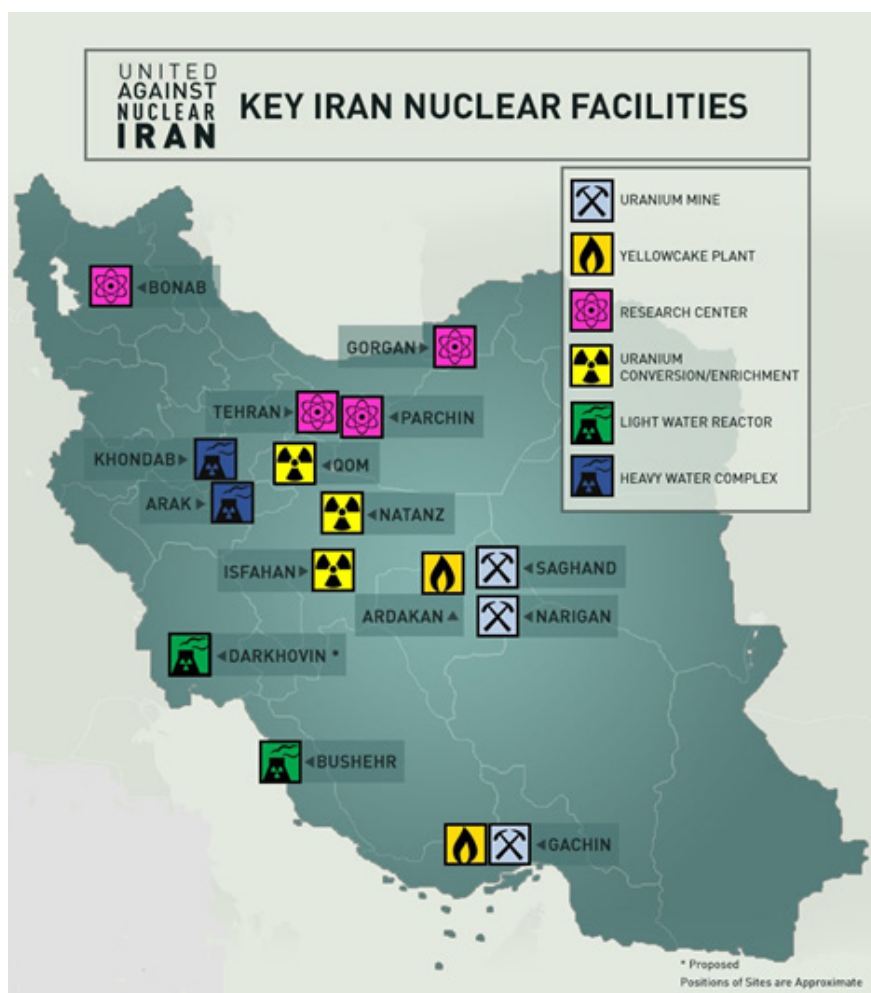 UNITED
AGAINST
NUCLEAR
IRAN
KEY IRAN NUCLEAR FACILITIES
URANIUM MINE
YELLOWCAKE PLANT
RESEARCH CENTER
URANIUM
CONVERSION/ENRICHMENT
LIGHT WATER REACTOR
HEAVY WATER COMPLEX
BONAB
GORGAN
TEHRAN
PARCHIN
KHONDAB
QOM
ARAK
NATANZ
ISFAHAN
SAGHAND
ARDAKAN
NARIGAN
DARKHOVIN *
BUSHEHR
GACHIN
* Proposed
Positions of Sites are Approximate